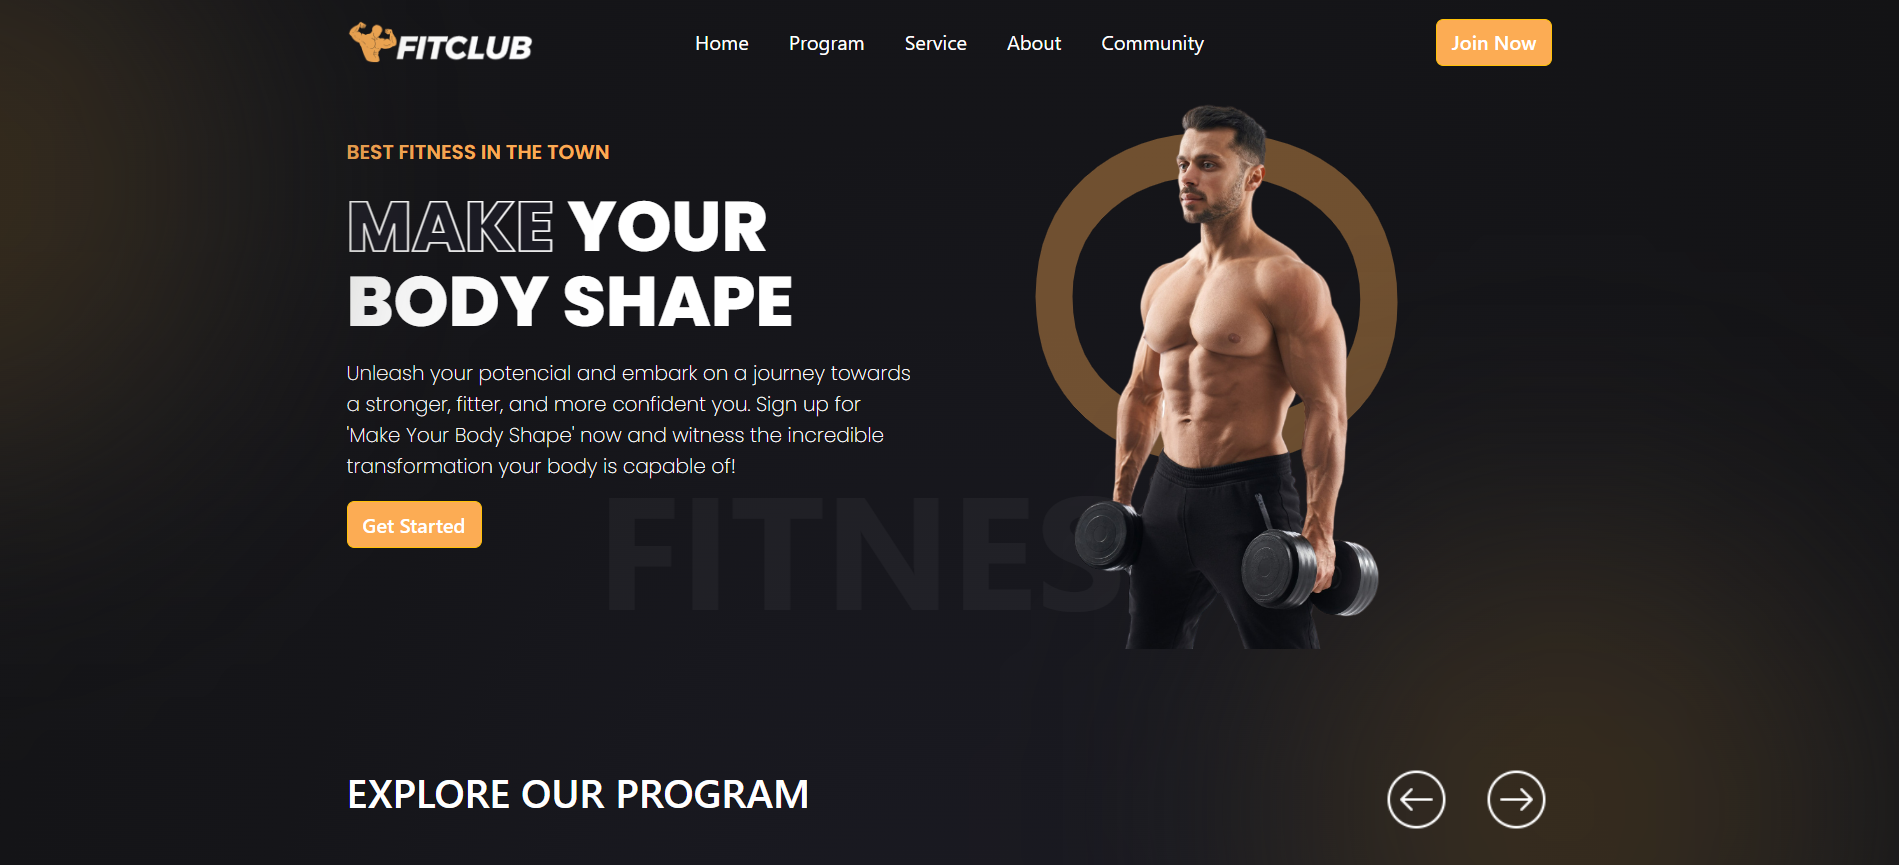 FITCLUB
Home
Program
Service
About
Community
Join Now
BEST FITNESS IN THE TOWN
MAKE YOUR
BODY SHAPE
Unleash your potencial and embark on a journey towards
a stronger, fitter, and more confident you. Sign up for
'Make Your Body Shape' now and witness the incredible
transformation your body is capable of!
Get Started
FITNES
EXPLORE OUR PROGRAM